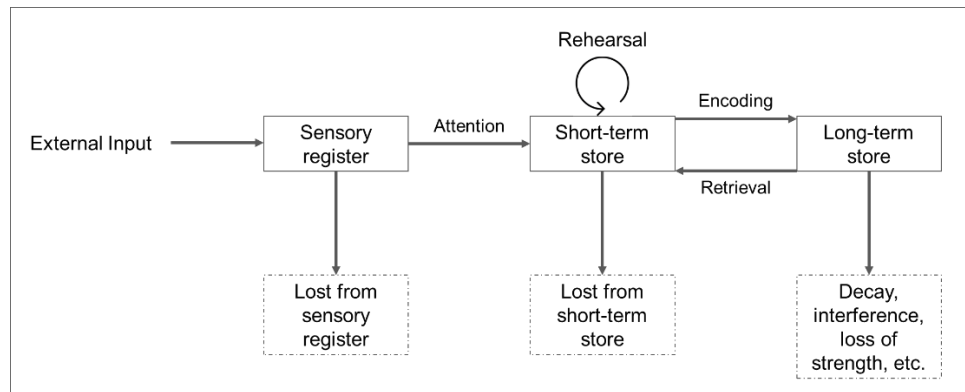 Rehearsal
External Input
Sensory
register
Attention
Short-term
store
Encoding
Retrieval
Long-term
store
Lost from
sensory
register
Lost from
short-term
store
Decay,
interference,
loss of
strength, etc.